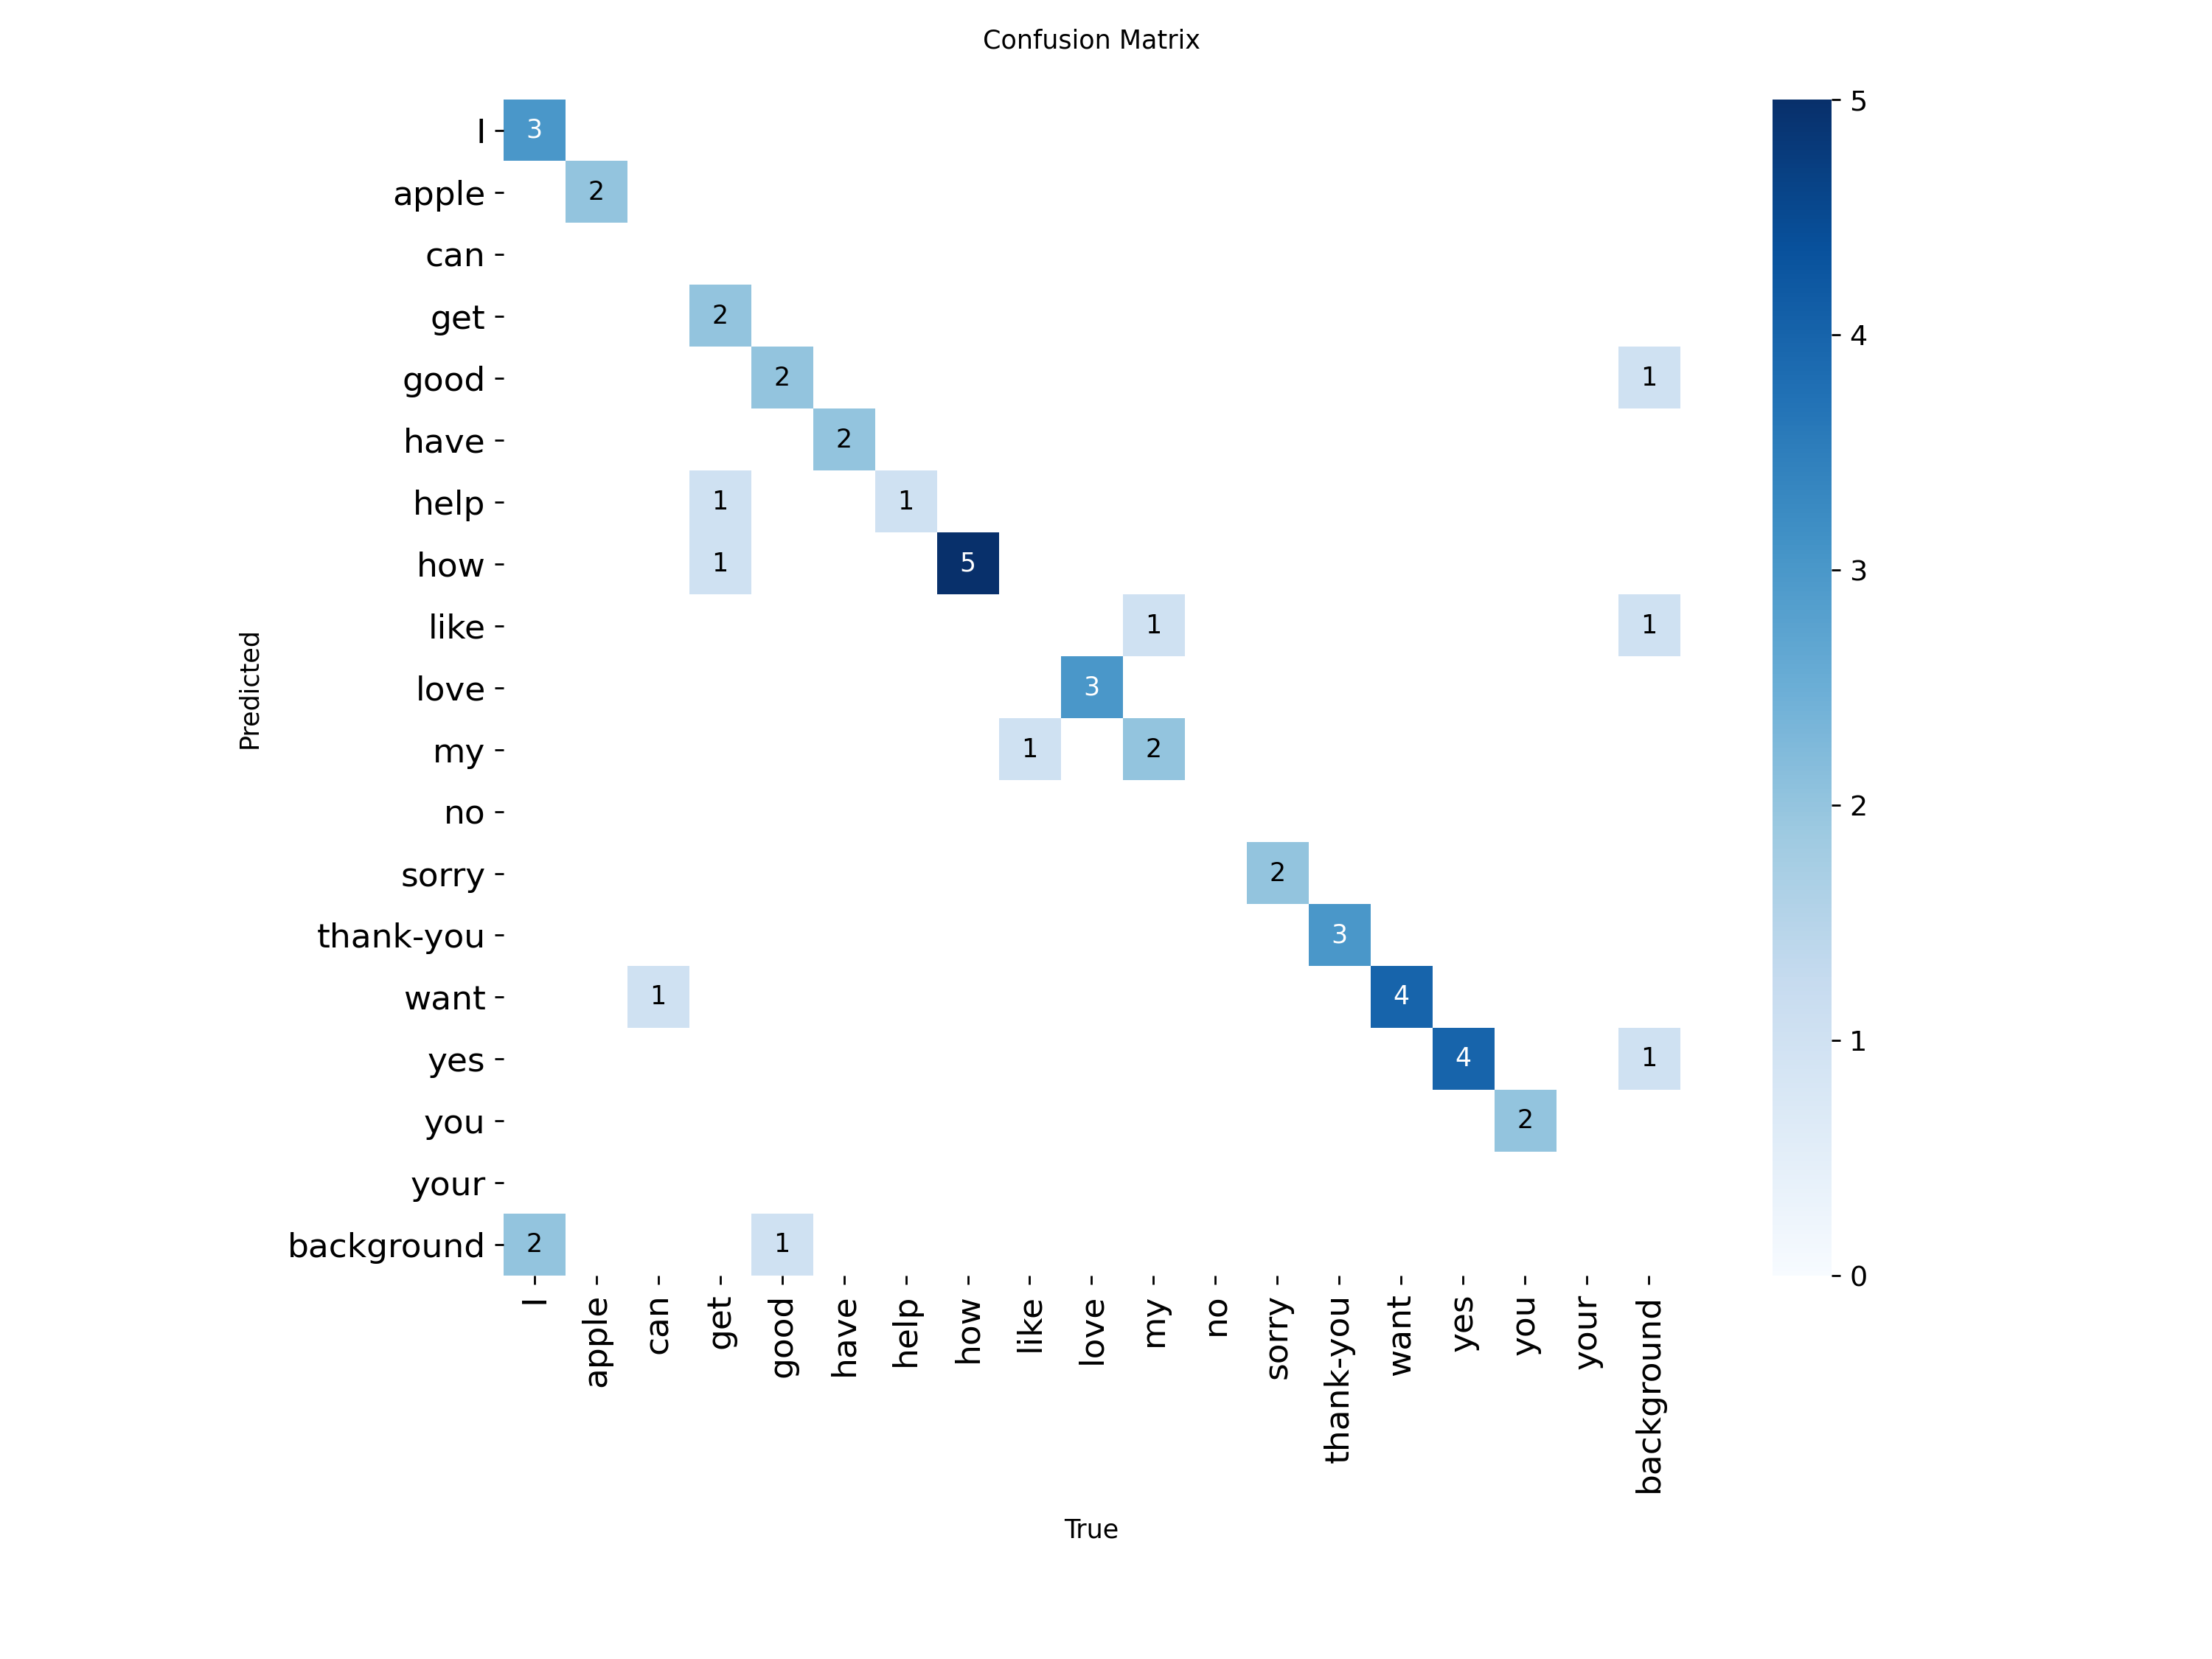 Confusion Matrix
I 3 5
apple 2
can
get 2 4
good 2 1
have 2
help 1 1
how 1 5 3
like 1 1
love 3
my 1 2
no 2
sorry 2
thank-you 3
want 1 4
yes 4 1 1
you 2
your
background 2 1 0
I apple can get good have help how like love my no sorry thank-you want yes you your background
Predicted
True